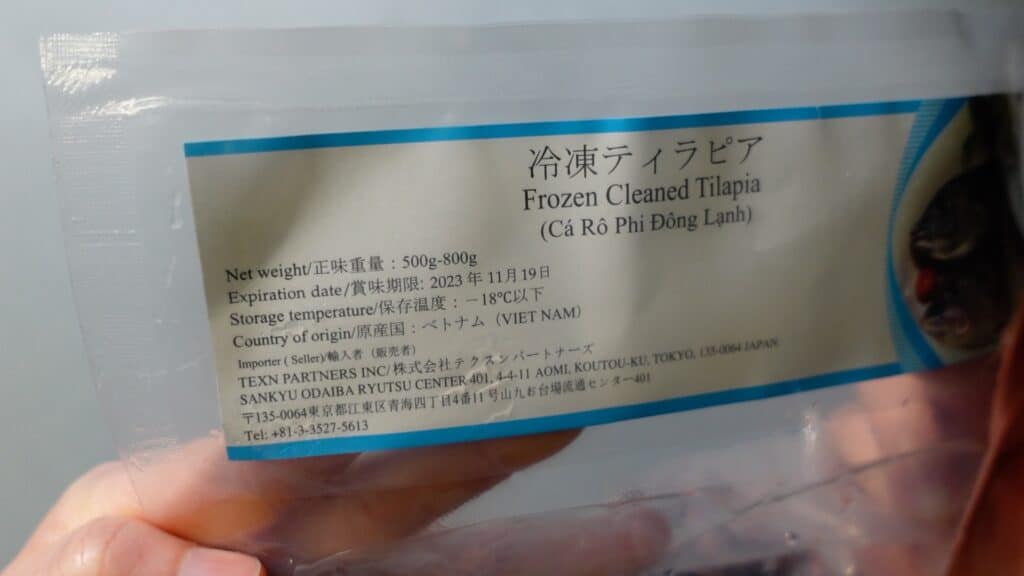 冷凍ティラピア
Frozen Cleaned Tilapia
(Cá Rô Phi Đông Lạnh)
Net weight/正味重量：500g-800g
Expiration date/賞味期限: 2023 年 11月19日
Storage temperature/保存温度：－18℃以下
Country of origin/原産国：ベトナム（VIET NAM）
Importer ( Seller)/輸入者（販売者）
TEXN PARTNERS INC/ 株式会社テクスンパートナーズ
SANKYU ODAIBA RYUTSU CENTER 401, 4-4-11 AOMI, KOUTOU-KU, TOKYO, 135-0064 JAPAN
〒135-0064東京都江東区青海四丁目4番11号山九お台場流通センター401
Tel: +81-3-3527-5613